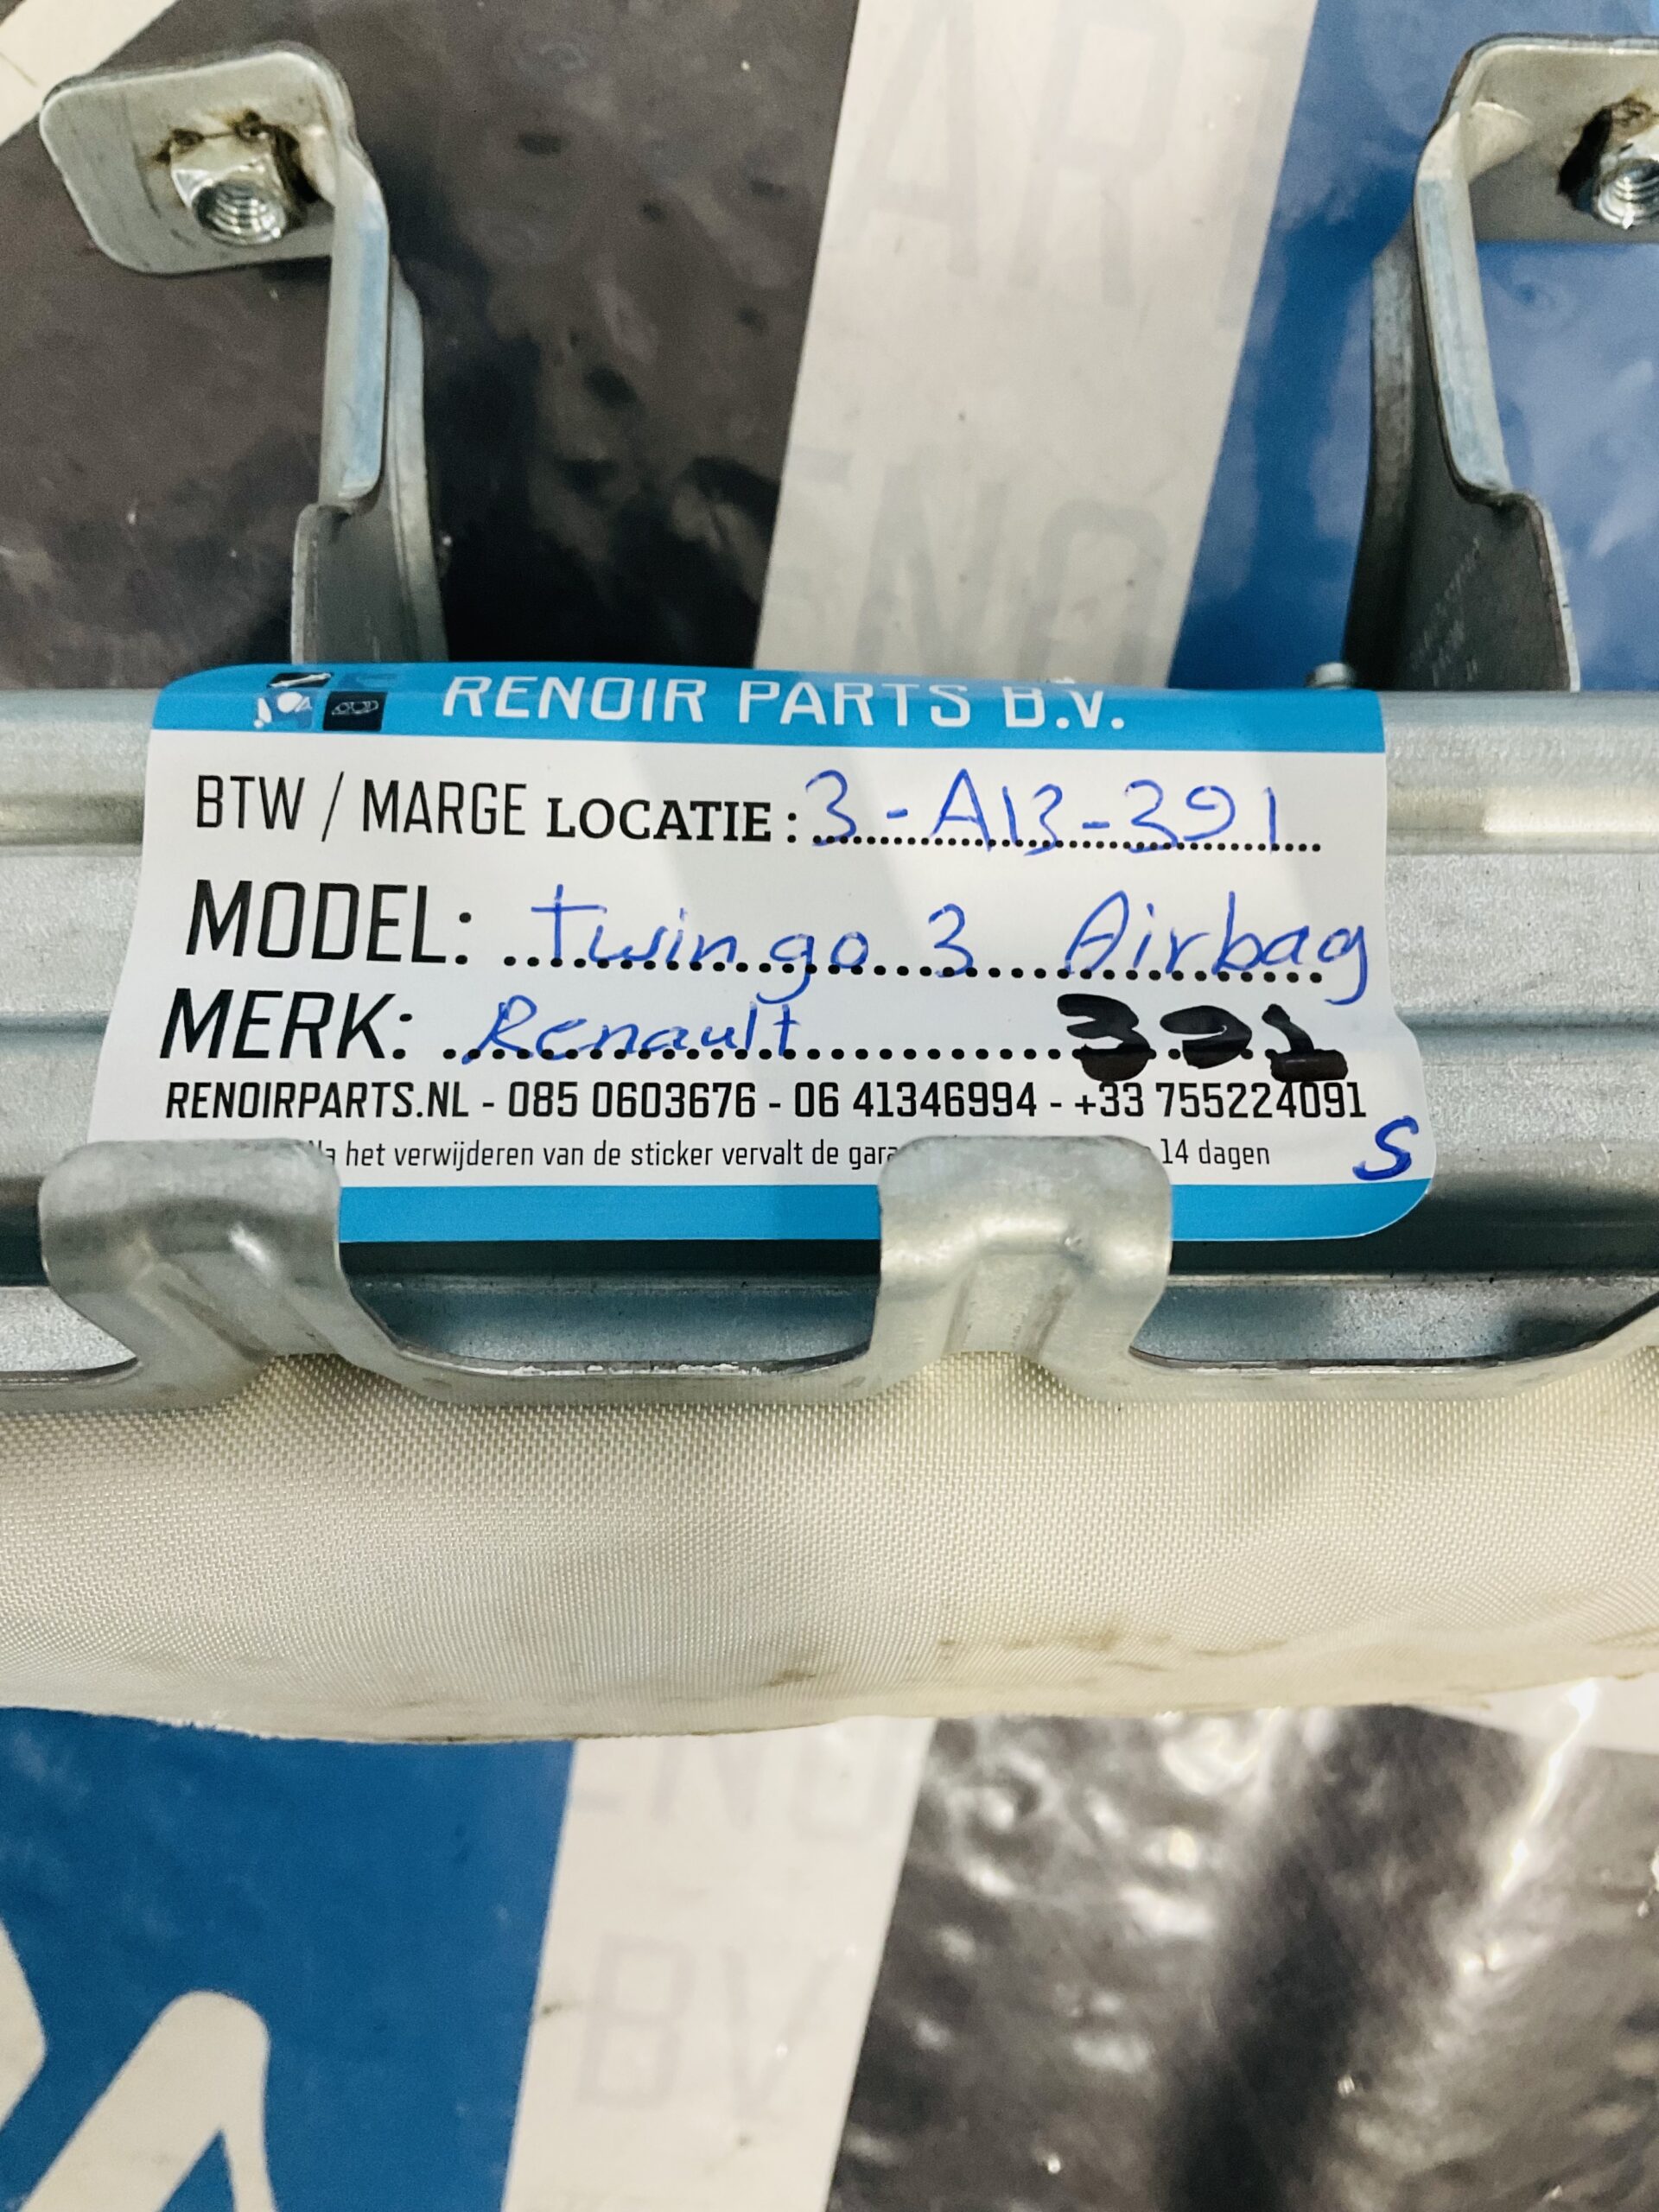 RENOIR PARTS B.V.
BTW / MARGE LOCATIE: 3-A13-391
MODEL: Twingo 3 Airbag
MERK: Renault 391
RENOIRPARTS.NL - 085 0603676 - 06 41346994 - +33 755224091
het verwijderen van de sticker vervalt de 14 dagen
S
BV